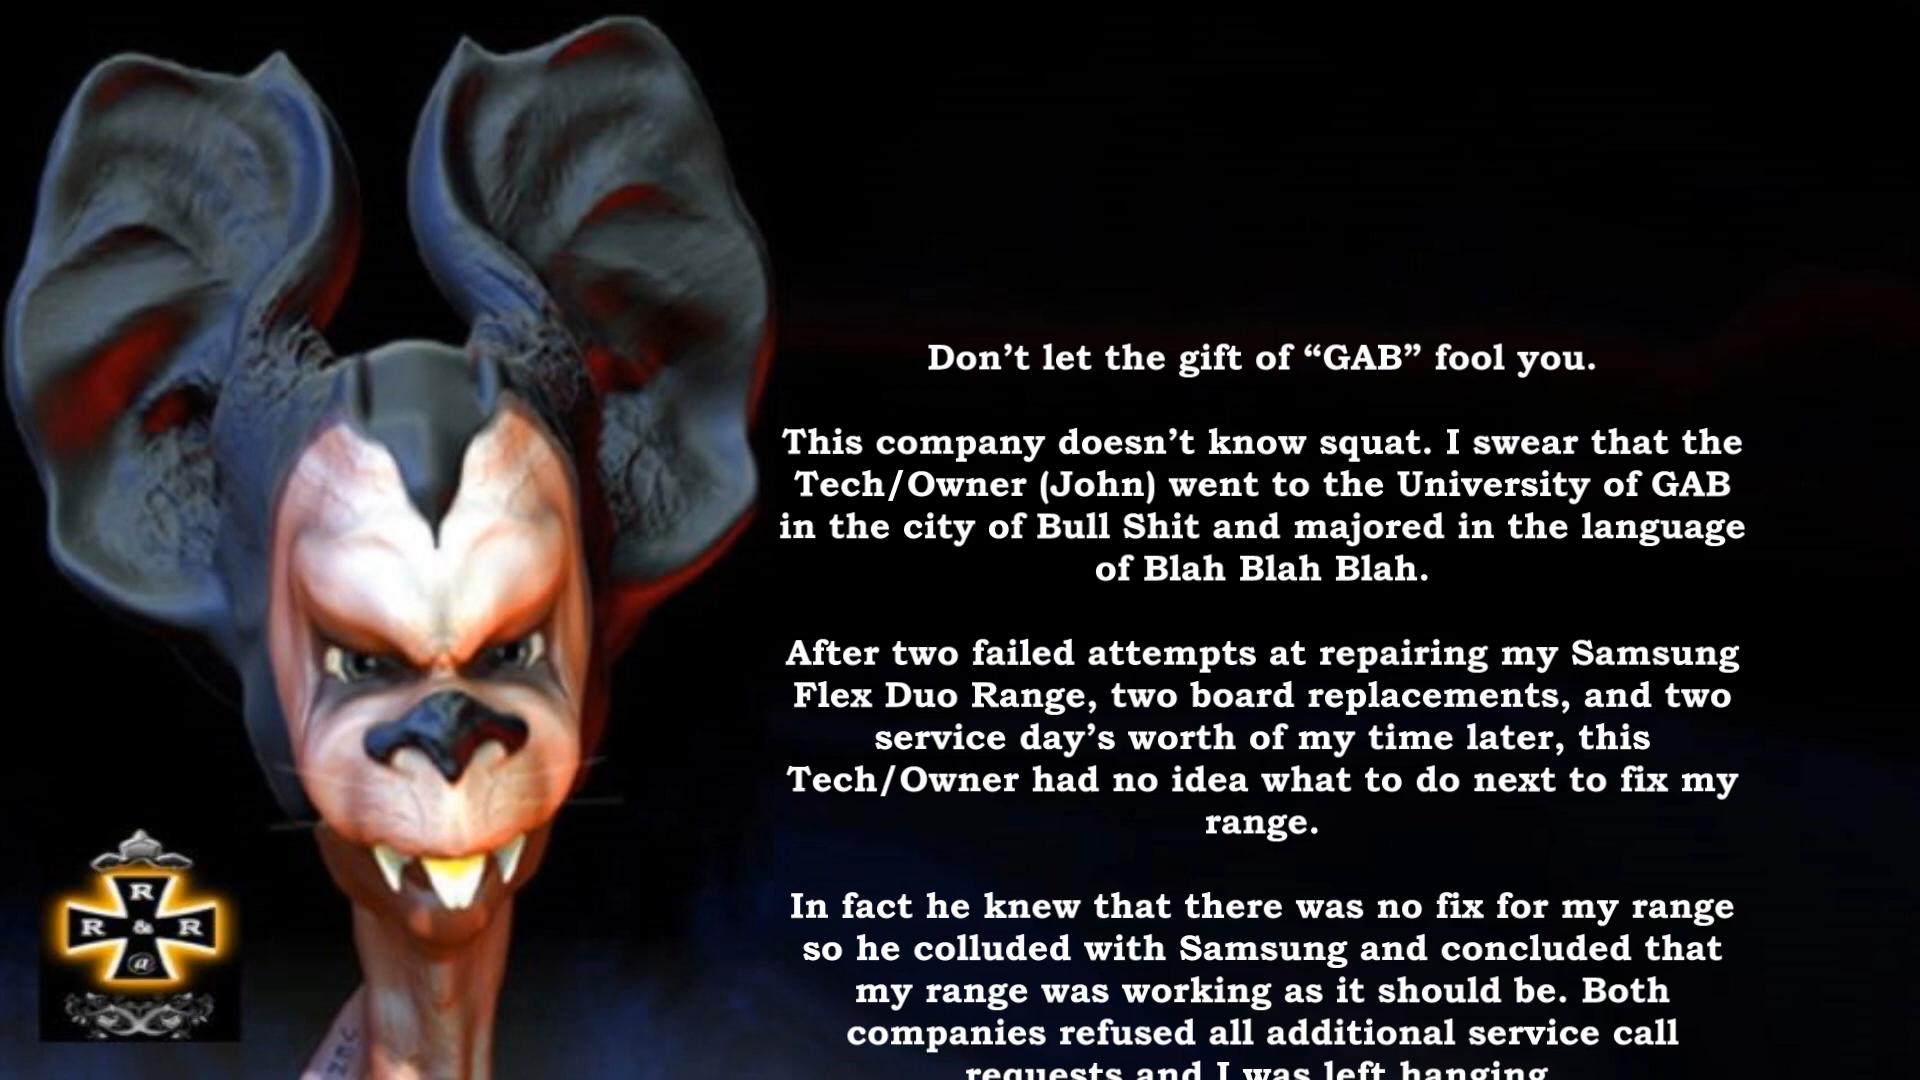 Don’t let the gift of “GAB” fool you.
This company doesn’t know squat. I swear that the
Tech/Owner (John) went to the University of GAB
in the city of Bull Shit and majored in the language
of Blah Blah Blah.
After two failed attempts at repairing my Samsung
Flex Duo Range, two board replacements, and two
service day’s worth of my time later, this
Tech/Owner had no idea what to do next to fix my
range.
In fact he knew that there was no fix for my range
so he colluded with Samsung and concluded that
my range was working as it should be. Both
companies refused all additional service call
requests and I was left hanging
R
R & R
@